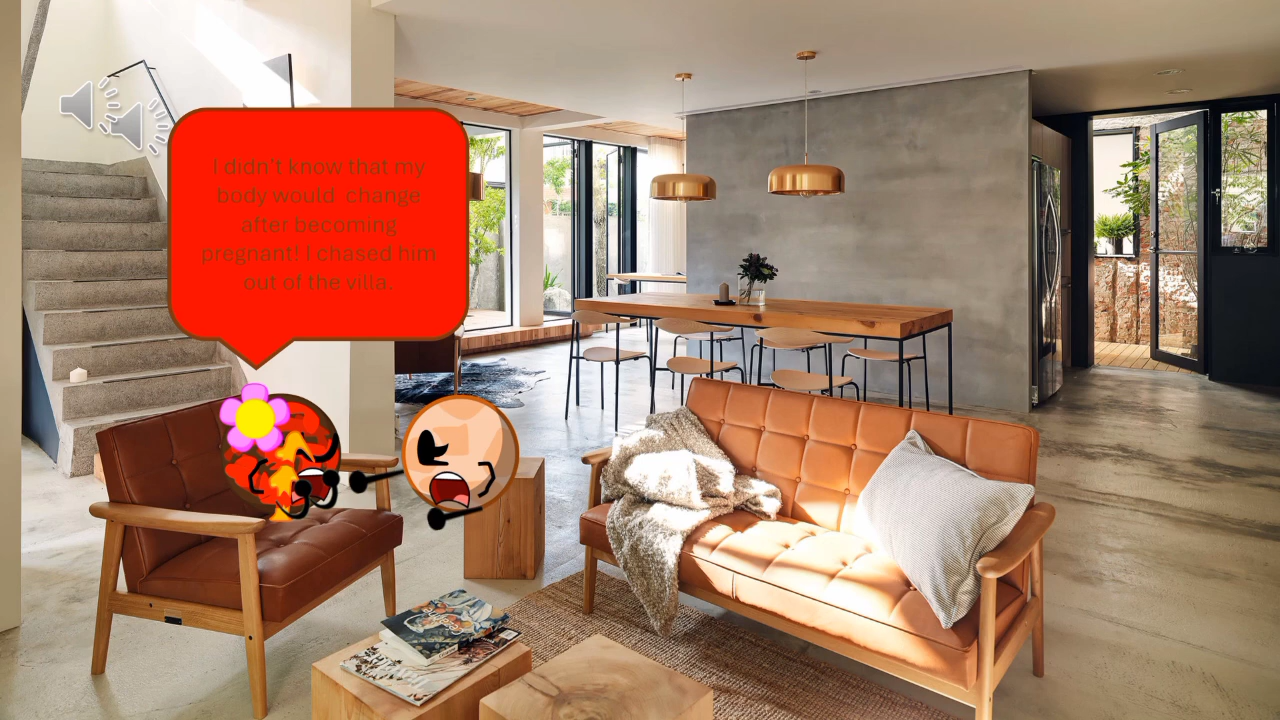 I didn't know that my
body would  change
after becoming
pregnant! I chased him
out of the villa.